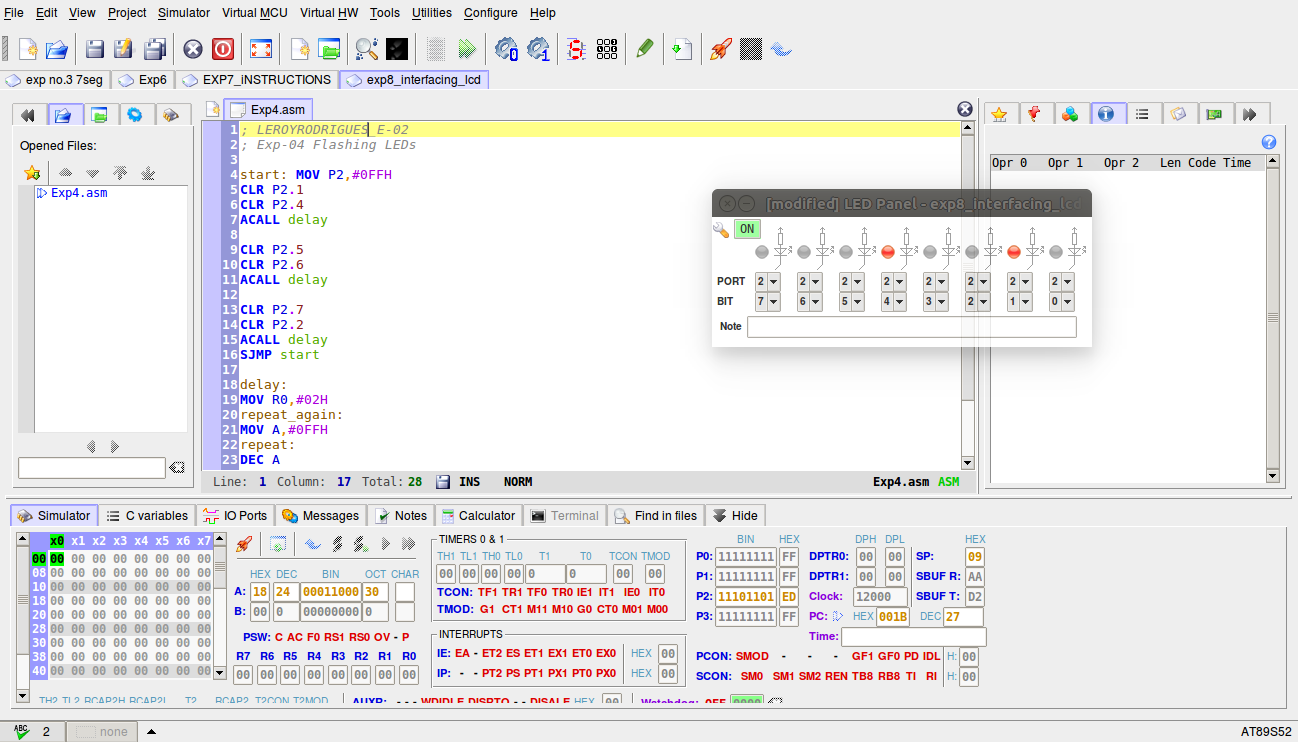 File Edit View Project Simulator Virtual MCU Virtual HW Tools Utilities Configure Help
exp no.3 7seg Exp6 EXP7_iNSTRUCTIONS exp8_interfacing_lcd
Exp4.asm
Opened Files:
Exp4.asm
1 ; LEROYRODRIGUES E-02
2 ; Exp-04 Flashing LEDs
3
4 start: MOV P2,#0FFH
5 CLR P2.1
6 CLR P2.4
7 ACALL delay
8
9 CLR P2.5
10 CLR P2.6
11 ACALL delay
12
13 CLR P2.7
14 CLR P2.2
15 ACALL delay
16 SJMP start
17
18 delay:
19 MOV R0,#02H
20 repeat_again:
21 MOV A,#0FFH
22 repeat:
23 DEC A
Line: 1 Column: 17 Total: 28 INS NORM Exp4.asm ASM
Opr 0 Opr 1 Opr 2 Len Code Time
[modified] LED Panel - exp8_interfacing_lcd
ON
PORT 2 2 2 2 2 2 2 2
BIT 7 6 5 4 3 2 1 0
Note
Simulator C variables IO Ports Messages Notes Calculator Terminal Find in files Hide
x0 x1 x2 x3 x4 x5 x6 x7
00 00 00 00 00 00 00 00 00
08 00 00 00 00 00 00 00 00
10 00 00 00 00 00 00 00 00
18 00 00 00 00 00 00 00 00
20 00 00 00 00 00 00 00 00
28 00 00 00 00 00 00 00 00
30 00 00 00 00 00 00 00 00
38 00 00 00 00 00 00 00 00
40 00 00 00 00 00 00 00 00
HEX DEC BIN OCT CHAR
A: 18 24 00011000 30
B: 00 0 00000000 0
PSW: C AC F0 RS1 RS0 OV - P
R7 R6 R5 R4 R3 R2 R1 R0
00 00 00 00 00 00 00 00
TIMERS 0 & 1
TH1 TL1 TH0 TL0 T1 T0 TCON TMOD
00 00 00 00 0 0 00 00
TCON: TF1 TR1 TF0 TR0 IE1 IT1 IE0 IT0
TMOD: G1 CT1 M11 M10 G0 CT0 M01 M00
INTERRUPTS
IE: EA - ET2 ES ET1 EX1 ET0 EX0 HEX 00
IP: - - PT2 PS PT1 PX1 PT0 PX0 HEX 00
BIN HEX DPH DPL HEX
P0: 11111111 FF DPTR0: 00 00 SP: 09
P1: 11111111 FF DPTR1: 00 00 SBUF R: AA
P2: 11101101 ED Clock: 12000 SBUF T: D2
P3: 11111111 FF PC: HEX 001B DEC 27
Time:
PCON: SMOD - - - GF1 GF0 PD IDL H: 00
SCON: SM0 SM1 SM2 REN TB8 RB8 TI RI H: 00
TH2 TL2 RCAP2H RCAP2L T2 RCAP2 T2CON T2MOD AUXR: - - - WDIDLE DISRTO - - DISALE HEX 00 Watchdog: OFF 0000
ABC 2 none AT89S52